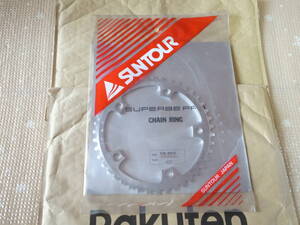 SUNTOUR
SUPERBE PRO
CHAIN RING
SUNTOUR JAPAN
Rakuten